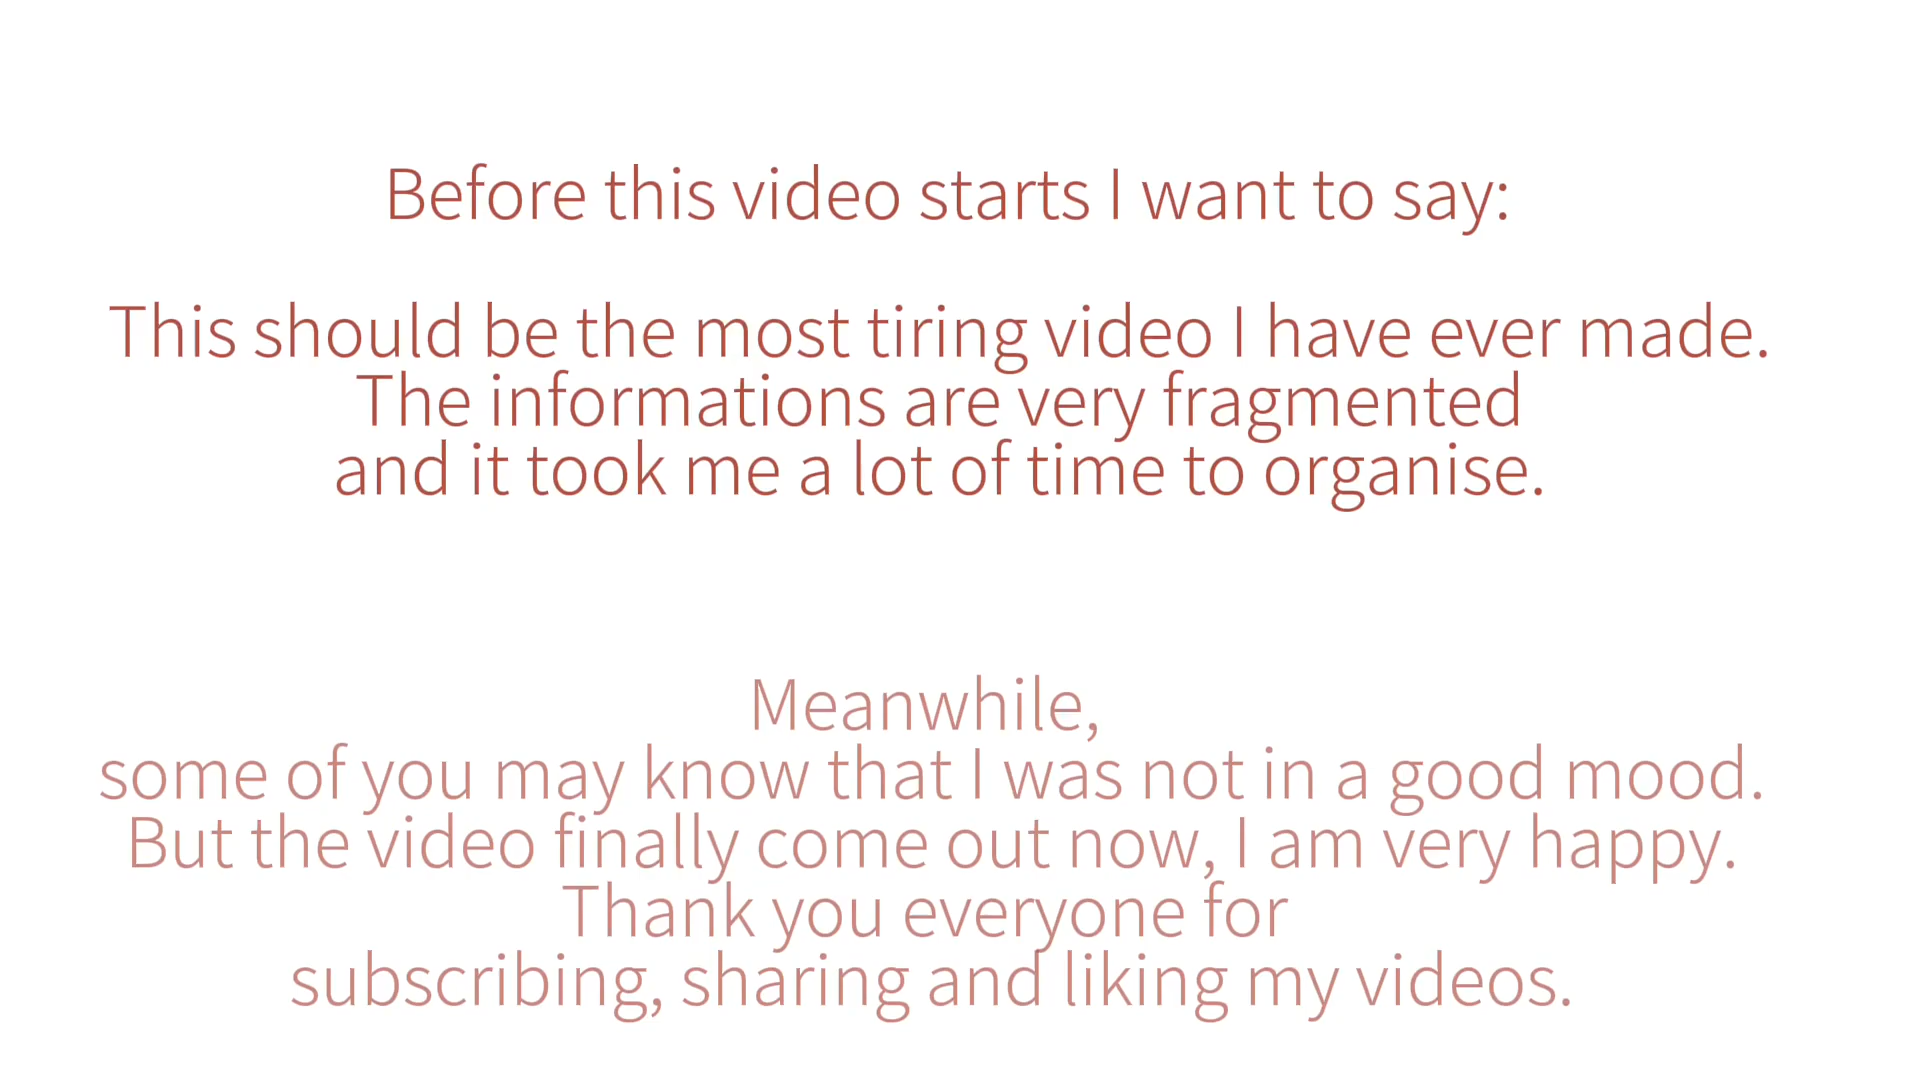 Before this video starts I want to say:
This should be the most tiring video I have ever made.
The informations are very fragmented
and it took me a lot of time to organise.
Meanwhile,
some of you may know that I was not in a good mood.
But the video finally come out now, I am very happy.
Thank you everyone for
subscribing, sharing and liking my videos.